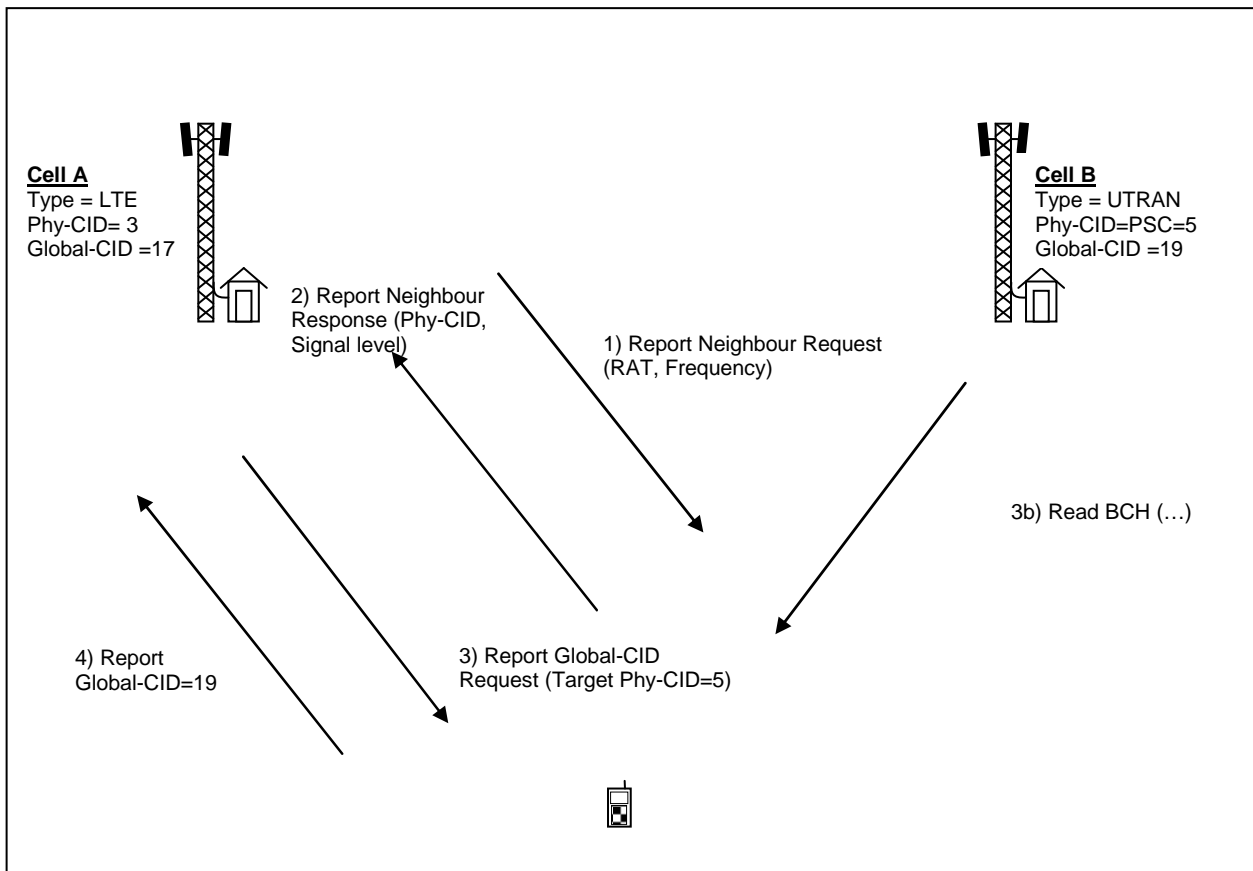 Cell A
Type = LTE
Phy-CID= 3
Global-CID =17
Cell B
Type = UTRAN
Phy-CID=PSC=5
Global-CID =19
2) Report Neighbour
Response (Phy-CID,
Signal level)
1) Report Neighbour Request
(RAT, Frequency)
3b) Read BCH (…)
4) Report
Global-CID=19
3) Report Global-CID
Request (Target Phy-CID=5)